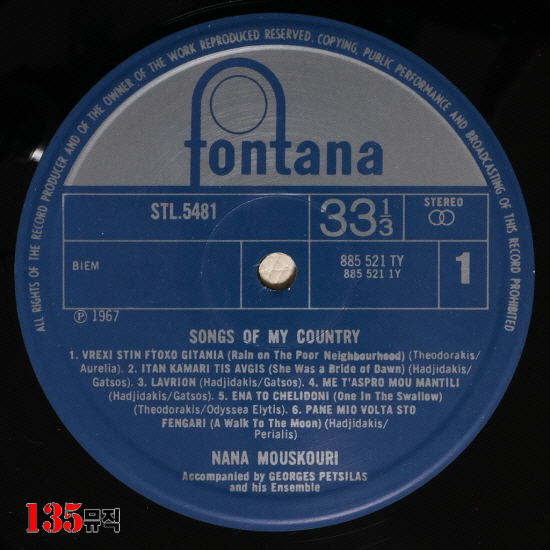 ALL RIGHTS OF THE RECORD PRODUCER AND OF THE OWNER OF THE WORK REPRODUCED RESERVED. COPYING, PUBLIC PERFORMANCE AND BROADCASTING OF THIS RECORD PROHIBITED
fontana
STL.5481
33 1/3
STEREO
BIEM
885 521 TY
885 521 1Y
1
Ⓟ 1967
SONGS OF MY COUNTRY
1. VREXI STIN FTOXO GITANIA (Rain on The Poor Neighbourhood) (Theodorakis/
Aurelia). 2. ITAN KAMARI TIS AVGIS (She Was a Bride of Dawn) (Hadjidakis/
Gatsos). 3. LAVRION (Hadjidakis/Gatsos). 4. ME T'ASPRO MOU MANTILI
(Hadjidakis/Gatsos). 5. ENA TO CHELIDONI (One In The Swallow)
(Theodorakis/Odyssea Elytis). 6. PANE MIO VOLTA STO
FENGARI (A Walk To The Moon) (Hadjidakis/
Perialis)
NANA MOUSKOURI
Accompanied by GEORGES PETSILAS
and his Ensemble
135뮤직